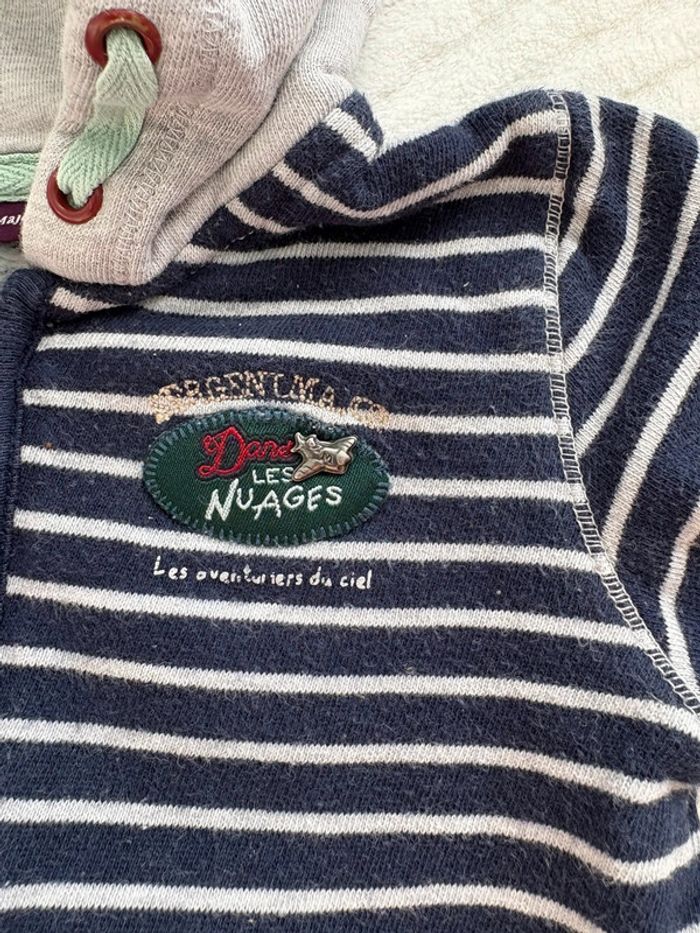 SERGENT.MAJOR
Dans
LES
NUAGES
Les aventuriers du ciel